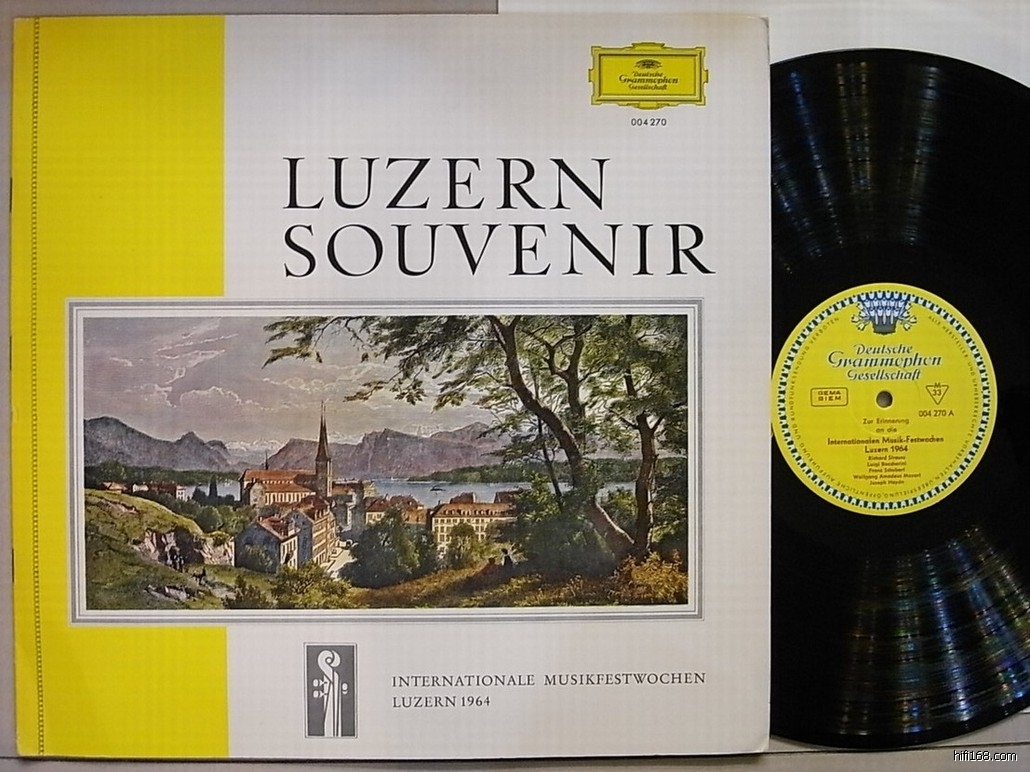 Deutsche
Grammophon
Gesellschaft
004 270
LUZERN
SOUVENIR
INTERNATIONALE MUSIKFESTWOCHEN
LUZERN 1964
Deutsche
Grammophon
Gesellschaft
GEMA
BIEM
M
33
004 270 A
Zur Erinnerung
an die
Internationalen Musik-Festwochen
Luzern 1964
Richard Strauss
Luigi Boccherini
Franz Schubert
Wolfgang Amadeus Mozart
Joseph Haydn
hifi168.com